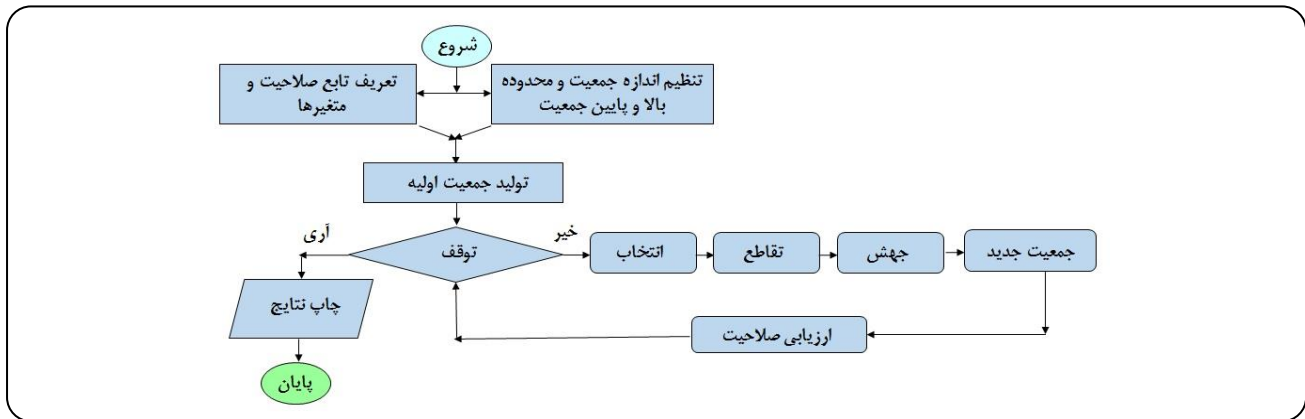 شروع
تنظیم اندازه جمعیت و محدوده
بالا و پایین جمعیت
تعریف تابع صلاحیت و
متغیرها
تولید جمعیت اولیه
توقف
خیر
آری
انتخاب
تقاطع
جهش
جمعیت جدید
ارزیابی صلاحیت
چاپ نتایج
پایان